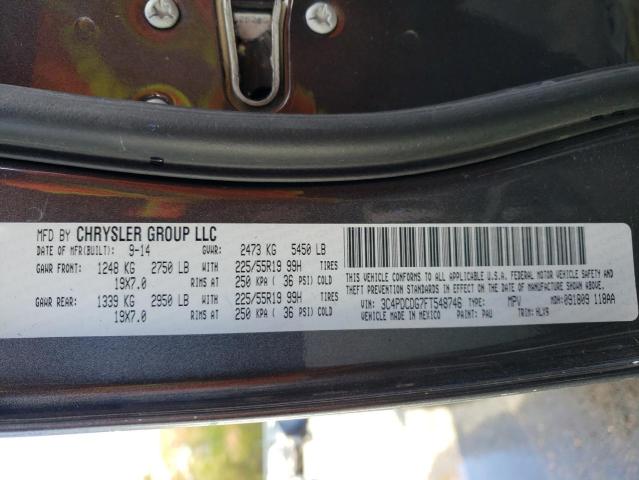 MFD BY CHRYSLER GROUP LLC
DATE OF MFR(BUILT): 9-14 GVWR: 2473 KG 5450 LB
GAWR FRONT: 1248 KG 2750 LB WITH 225/55R19 99H TIRES
19X7.0 RIMS AT 250 KPA ( 36 PSI) COLD
GAWR REAR: 1339 KG 2950 LB WITH 225/55R19 99H TIRES
19X7.0 RIMS AT 250 KPA ( 36 PSI) COLD
THIS VEHICLE CONFORMS TO ALL APPLICABLE U.S.A. FEDERAL MOTOR VEHICLE SAFETY, BUMPER AND
THEFT PREVENTION STANDARDS IN EFFECT ON THE DATE OF MANUFACTURE SHOWN ABOVE.
VIN: 3C4PDCDG7FT548746 TYPE: MPV MDH: 091809 118AA
VEHICLE MADE IN MEXICO PAINT: PAU TRIM: HLX9